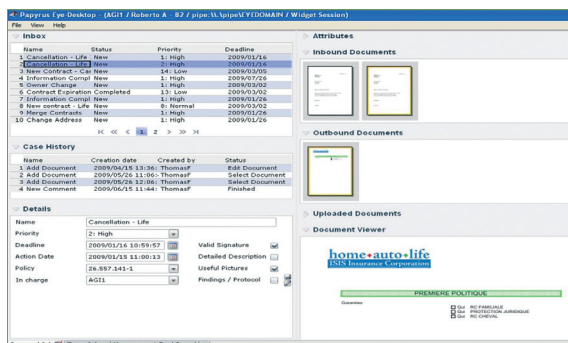 Papyrus Eye-Desktop - (AGI1 / Roberto A - B2 / pipe:\\.\pipe\EYEDOMAIN / Widget Session)
File View Help
Inbox
Name Status Priority Deadline
1 Cancellation - Life New 1: High 2009/01/16
2 Cancellation - Life New 2: High 2009/01/16
3 New Contract - Car New 14: Low 2009/03/05
4 Information Compl New 3: High 2009/07/26
5 Owner Change New 1: High 2009/03/02
6 Contract Expiration Completed 13: Low 2009/03/02
7 Information Compl New 1: High 2009/01/26
8 New contract - Life New 8: Normal 2009/03/02
9 Merge Contracts New 1: High 2009/01/26
10 Change Address New 1: High 2009/01/26
1 2
Case History
Name Creation date Created by Status
1 Add Document 2009/04/15 13:36: ThomasF Edit Document
2 Add Document 2009/05/26 11:06: ThomasF Select Document
3 Add Document 2009/05/26 12:06: ThomasF Select Document
4 New Comment 2009/06/15 11:44: ThomasF Finished
Details
Name Cancellation - Life
Priority 2: High
Deadline 2009/01/16 10:59:57 Valid Signature
Action Date 2009/01/15 11:00:13 Detailed Description
Policy 26.557.141-1 Useful Pictures
In charge AGI1 Findings / Protocol
Attributes
Inbound Documents
Outbound Documents
Uploaded Documents
Document Viewer
home•auto•life
ISIS Insurance Corporation
PREMIERE POLITIQUE
Garanties
Oui RC FAMILIALE
Oui PROTECTION JURIDIQUE
Oui RC CHEVAL